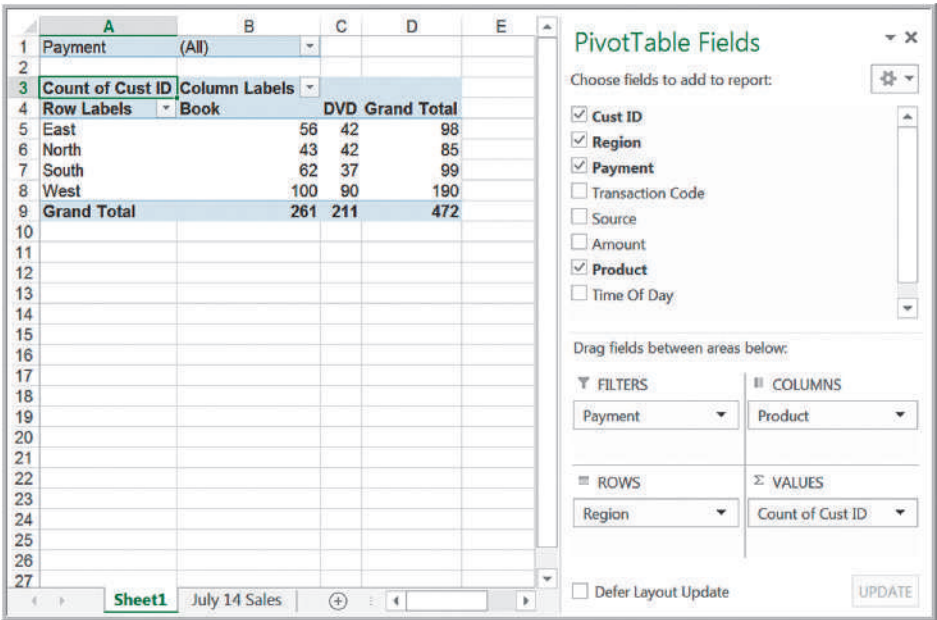 A B C D E
1 Payment (All)
2
3 Count of Cust ID Column Labels
4 Row Labels Book DVD Grand Total
5 East 56 42 98
6 North 43 42 85
7 South 62 37 99
8 West 100 90 190
9 Grand Total 261 211 472
10
11
12
13
14
15
16
17
18
19
20
21
22
23
24
25
26
27
Sheet1 July 14 Sales
PivotTable Fields
Choose fields to add to report:
Cust ID
Region
Payment
Transaction Code
Source
Amount
Product
Time Of Day
Drag fields between areas below:
FILTERS COLUMNS
Payment Product
ROWS Σ VALUES
Region Count of Cust ID
Defer Layout Update UPDATE